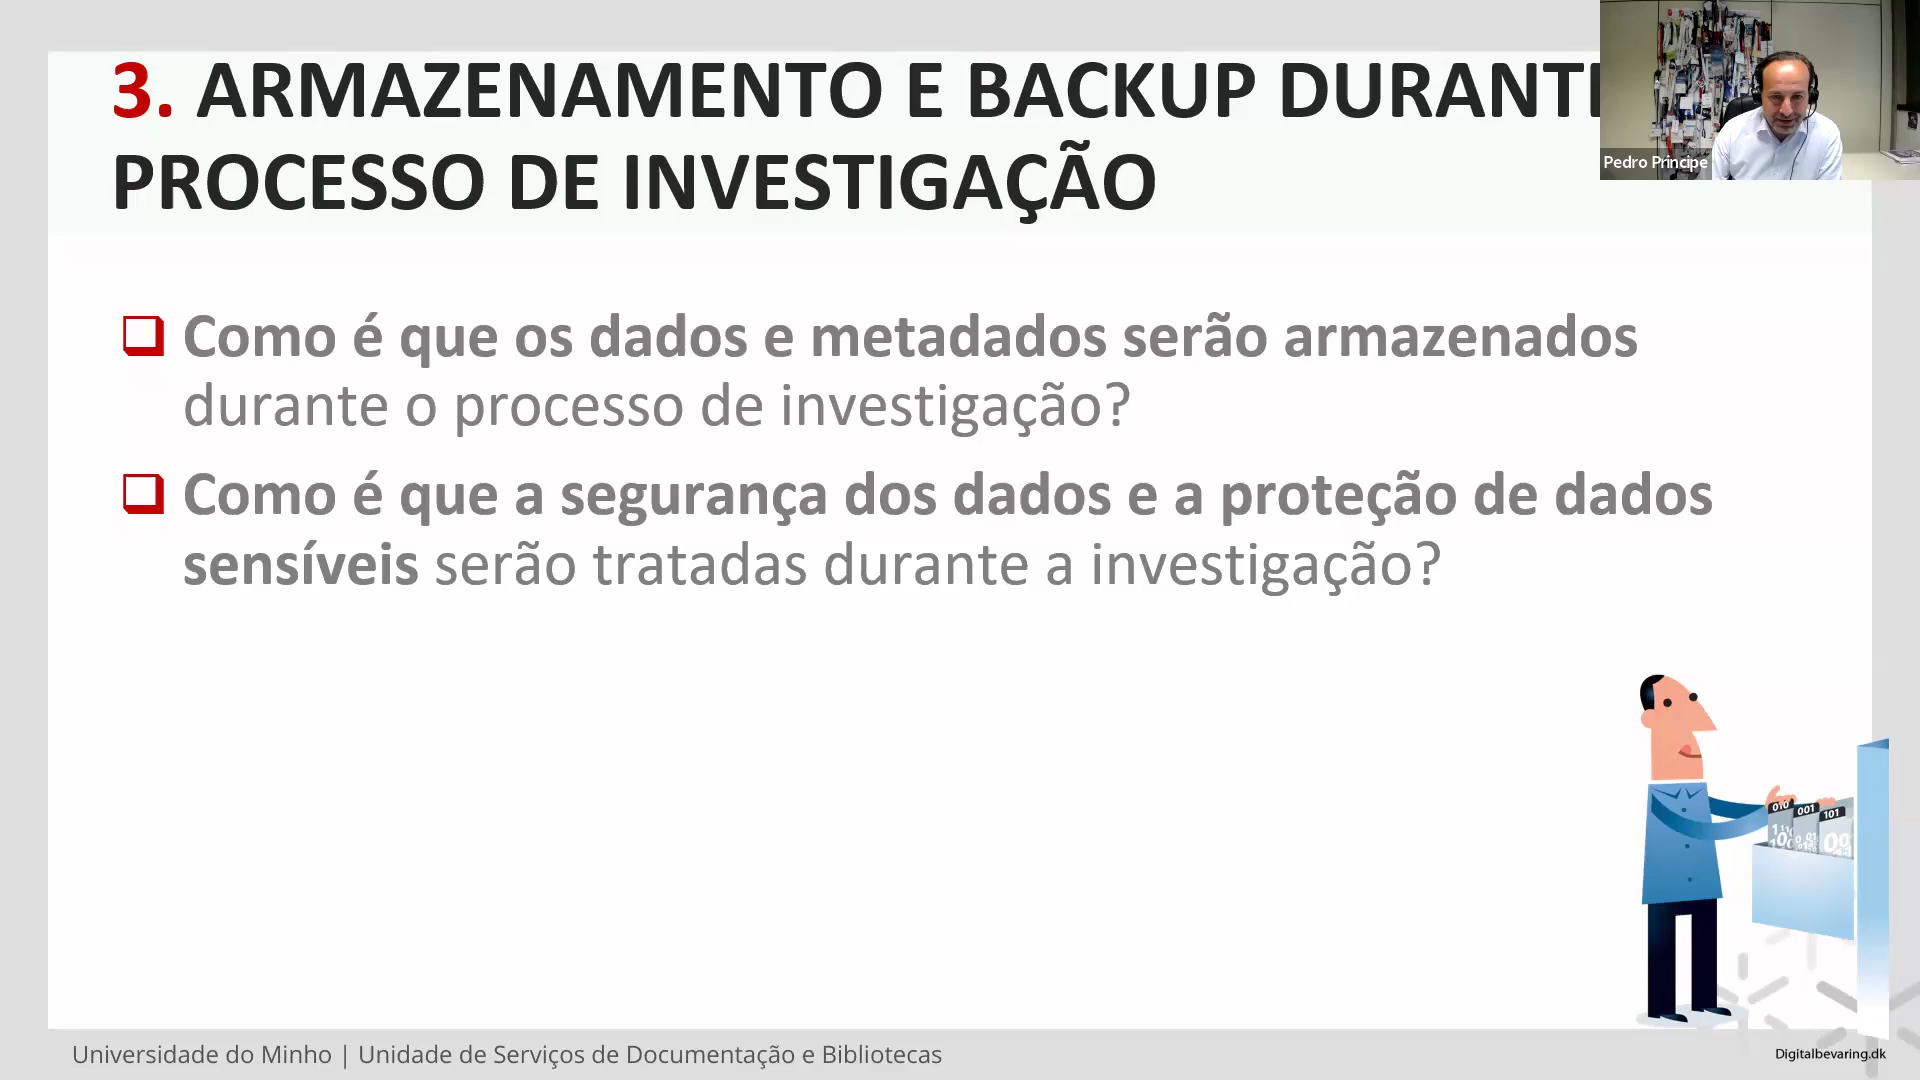 3. ARMAZENAMENTO E BACKUP DURANT
PROCESSO DE INVESTIGAÇÃO
Pedro Principe
Como é que os dados e metadados serão armazenados
durante o processo de investigação?
Como é que a segurança dos dados e a proteção de dados
sensíveis serão tratadas durante a investigação?
010 001 101
Universidade do Minho | Unidade de Serviços de Documentação e Bibliotecas
Digitalbevaring.dk